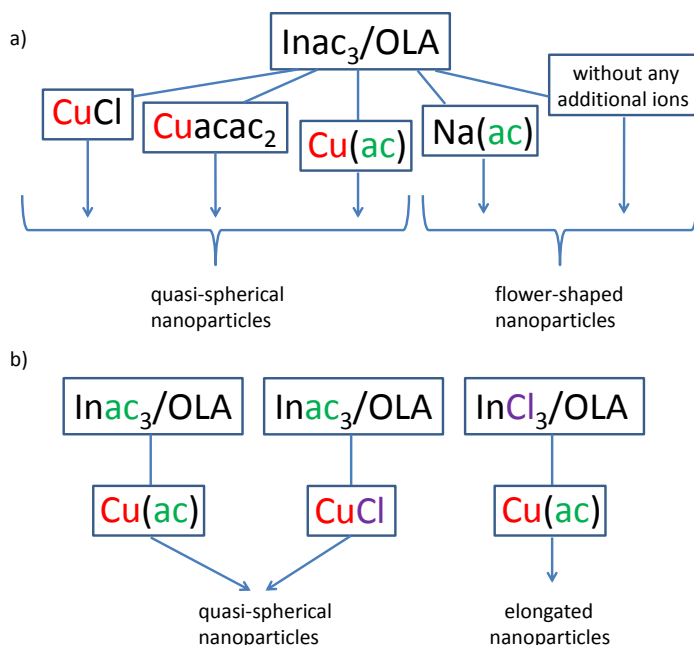 a)
Inac₃/OLA
without any
additional ions
CuCl
Cuacac₂
Cu(ac)
Na(ac)
quasi-spherical
nanoparticles
flower-shaped
nanoparticles
b)
Inac₃/OLA
Inac₃/OLA
InCl₃/OLA
Cu(ac)
CuCl
Cu(ac)
quasi-spherical
nanoparticles
elongated
nanoparticles